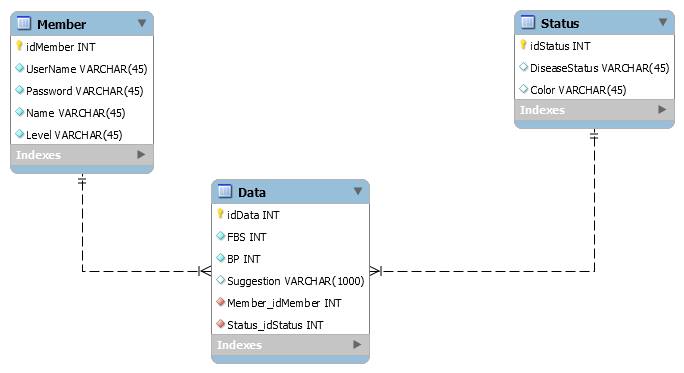 Member
idMember INT
UserName VARCHAR(45)
Password VARCHAR(45)
Name VARCHAR(45)
Level VARCHAR(45)
Indexes
Status
idStatus INT
DiseaseStatus VARCHAR(45)
Color VARCHAR(45)
Indexes
Data
idData INT
FBS INT
BP INT
Suggestion VARCHAR(1000)
Member_idMember INT
Status_idStatus INT
Indexes